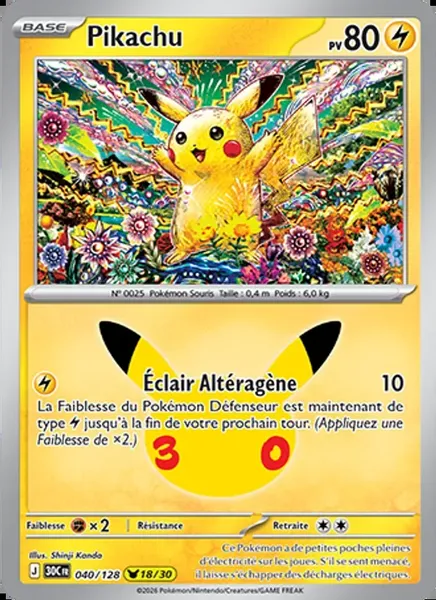 BASE Pikachu PV 80
N° 0025 Pokémon Souris Taille : 0,4 m Poids : 6,0 kg
Éclair Altéragène 10
La Faiblesse du Pokémon Défenseur est maintenant de
type jusqu'à la fin de votre prochain tour. (Appliquez une
Faiblesse de ×2.)
3 0
Faiblesse ×2 Résistance Retraite
Illus. Shinji Kanda
J 30C FR 040/128 18/30
Ce Pokémon a de petites poches pleines
d'électricité sur les joues. S'il se sent menacé,
il laisse s'échapper des décharges électriques.
©2026 Pokémon/Nintendo/Creatures/GAME FREAK